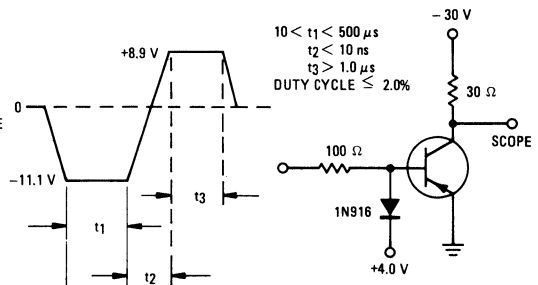 +8.9 V
0
−11.1 V
E
t1
t2
t3
10 < t1 < 500 μs
t2 < 10 ns
t3 > 1.0 μs
DUTY CYCLE ≤ 2.0%
− 30 V
30 Ω
SCOPE
100 Ω
1N916
+4.0 V